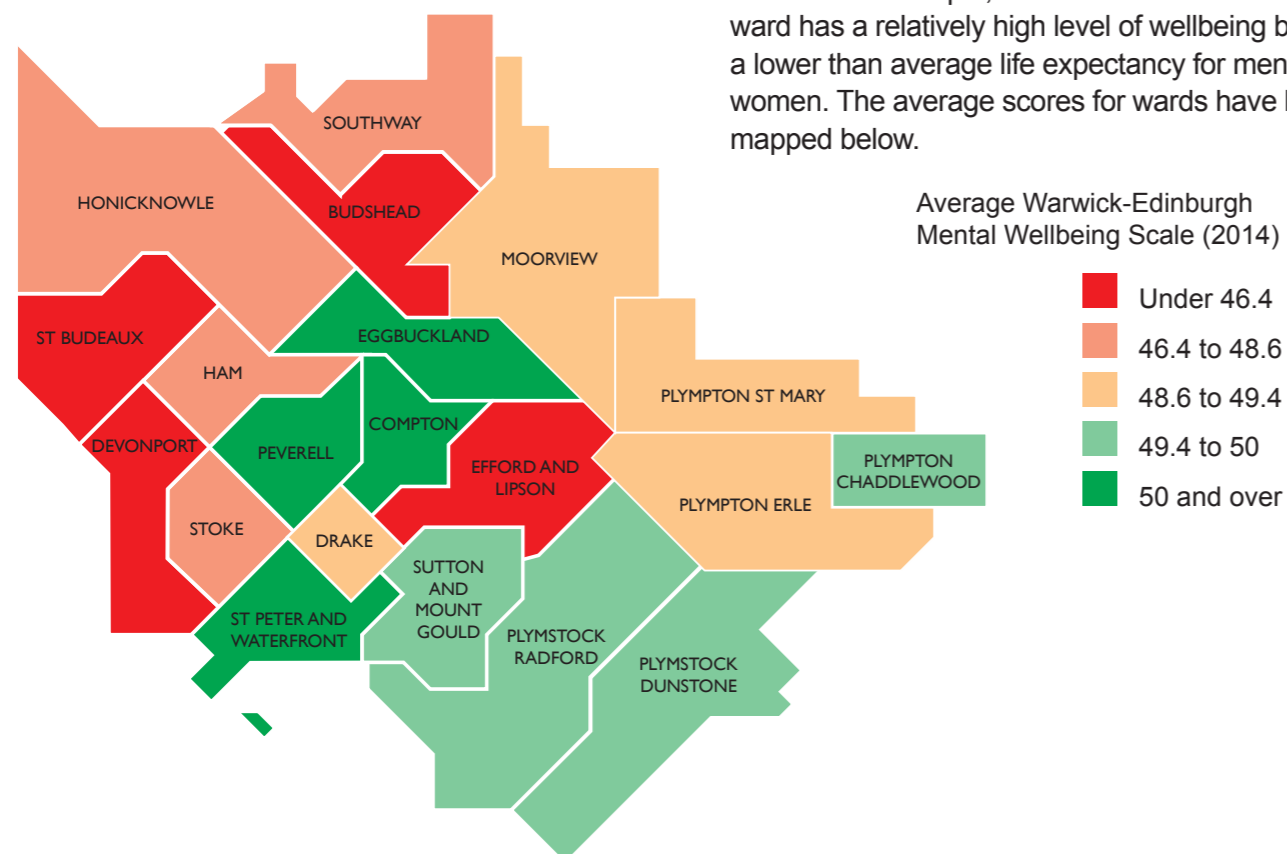 ward has a relatively high level of wellbeing b
a lower than average life expectancy for men
women. The average scores for wards have
mapped below.
Average Warwick-Edinburgh
Mental Wellbeing Scale (2014)
Under 46.4
46.4 to 48.6
48.6 to 49.4
49.4 to 50
50 and over
SOUTHWAY
HONICKNOWLE
BUDSHEAD
MOORVIEW
ST BUDEAUX
EGGBUCKLAND
HAM
PLYMPTON ST MARY
COMPTON
DEVONPORT
PEVERELL
EFFORD AND
LIPSON
PLYMPTON
CHADDLEWOOD
PLYMPTON ERLE
STOKE
DRAKE
SUTTON
AND
MOUNT
GOULD
ST PETER AND
WATERFRONT
PLYMSTOCK
RADFORD
PLYMSTOCK
DUNSTONE